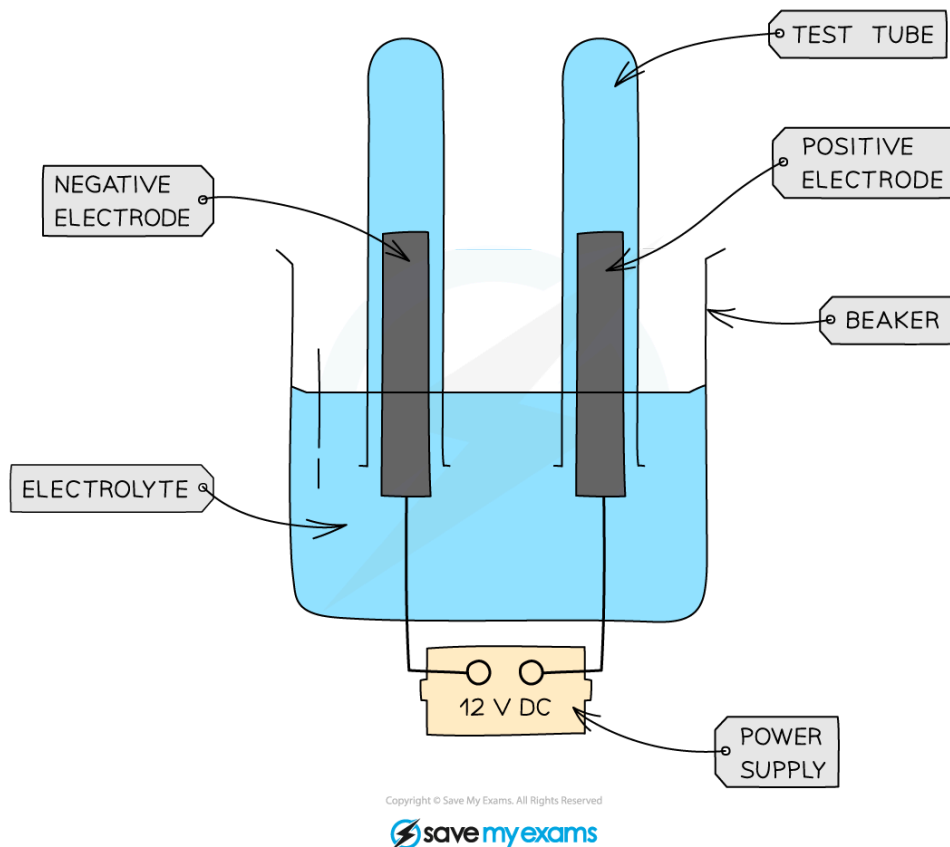 TEST TUBE
POSITIVE
ELECTRODE
NEGATIVE
ELECTRODE
BEAKER
ELECTROLYTE
12 V DC
POWER
SUPPLY
Copyright © Save My Exams. All Rights Reserved
save my exams